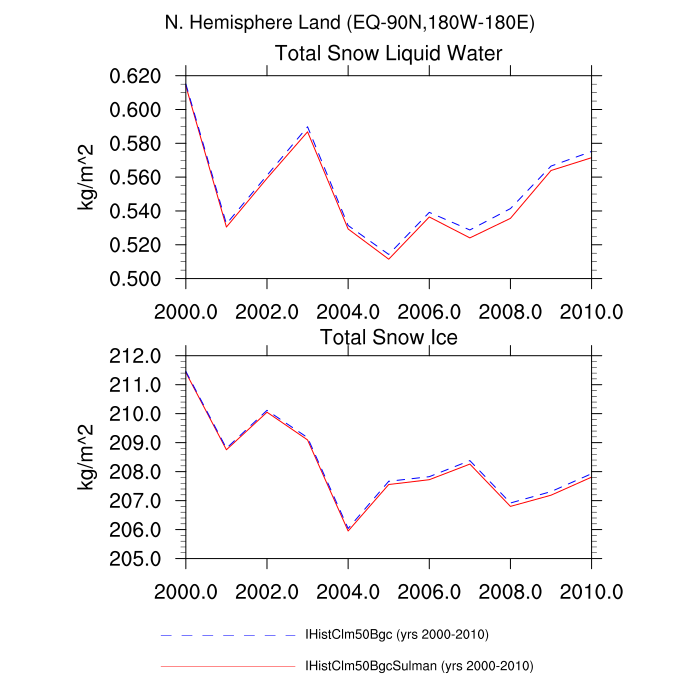 N. Hemisphere Land (EQ-90N,180W-180E)
Total Snow Liquid Water
kg/m^2
0.620
0.600
0.580
0.560
0.540
0.520
0.500
2000.0 2002.0 2004.0 2006.0 2008.0 2010.0
Total Snow Ice
kg/m^2
212.0
211.0
210.0
209.0
208.0
207.0
206.0
205.0
2000.0 2002.0 2004.0 2006.0 2008.0 2010.0
IHistClm50Bgc (yrs 2000-2010)
IHistClm50BgcSulman (yrs 2000-2010)